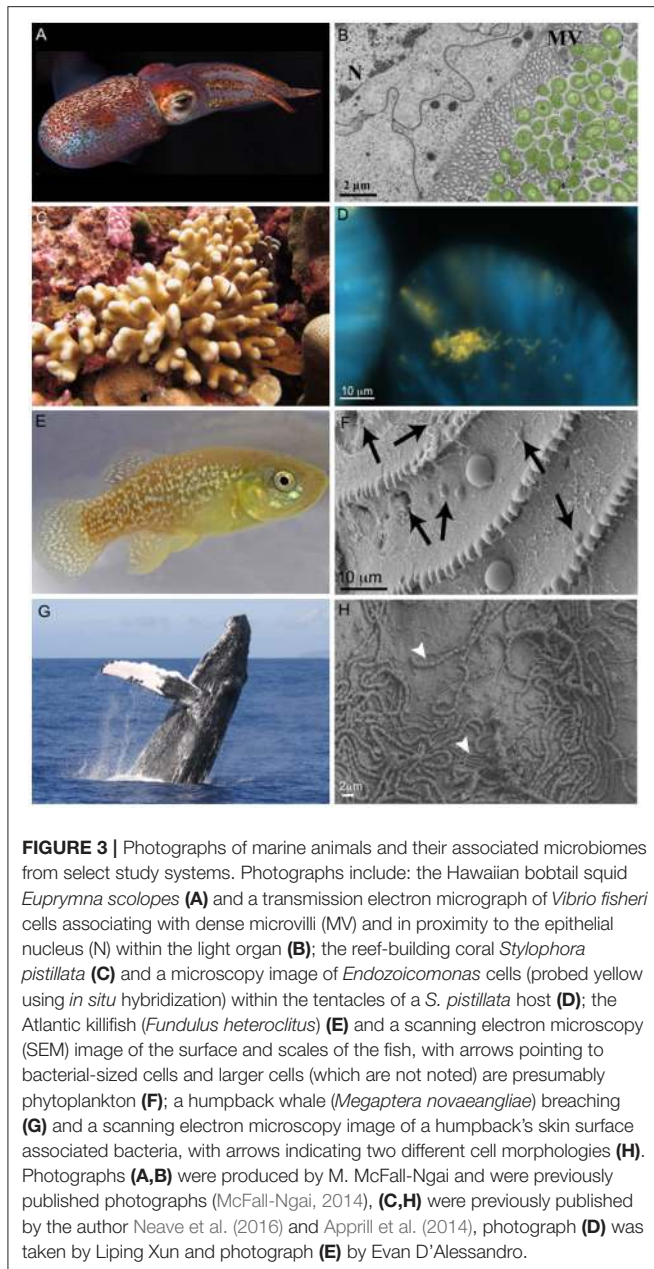 A
B
N
MV
2 µm
C
D
10 µm
E
F
10 µm
G
H
2µm
FIGURE 3 | Photographs of marine animals and their associated microbiomes
from select study systems. Photographs include: the Hawaiian bobtail squid
Euprymna scolopes (A) and a transmission electron micrograph of Vibrio fisheri
cells associating with dense microvilli (MV) and in proximity to the epithelial
nucleus (N) within the light organ (B); the reef-building coral Stylophora
pistillata (C) and a microscopy image of Endozoicomonas cells (probed yellow
using in situ hybridization) within the tentacles of a S. pistillata host (D); the
Atlantic killifish (Fundulus heteroclitus) (E) and a scanning electron microscopy
(SEM) image of the surface and scales of the fish, with arrows pointing to
bacterial-sized cells and larger cells (which are not noted) are presumably
phytoplankton (F); a humpback whale (Megaptera novaeangliae) breaching
(G) and a scanning electron microscopy image of a humpback's skin surface
associated bacteria, with arrows indicating two different cell morphologies (H).
Photographs (A,B) were produced by M. McFall-Ngai and were previously
published photographs (McFall-Ngai, 2014), (C,H) were previously published
by the author Neave et al. (2016) and Apprill et al. (2014), photograph (D) was
taken by Liping Xun and photograph (E) by Evan D'Alessandro.